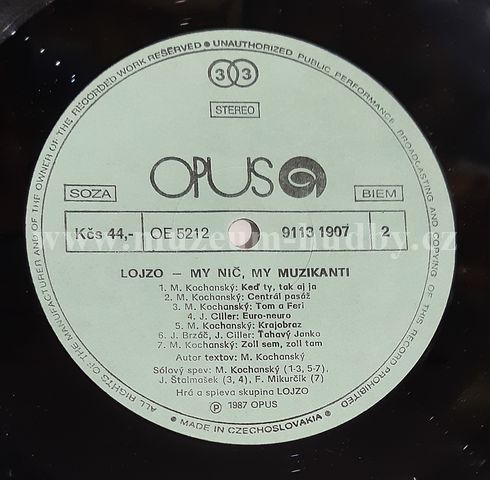 ALL RIGHTS OF THE MANUFACTURER AND OF THE OWNER OF THE RECORDED WORK RESERVED ● UNAUTHORIZED PUBLIC PERFORMANCE BROADCASTING AND COPYING OF THIS RECORD PROHIBITED
33
STEREO
OPUS
SOZA BIEM
Kčs 44,- OE 5212 9113 1907 2
www.muzeum-hudby.cz
LOJZO — MY NIČ, MY MUZIKANTI
1. M. Kochanský: Keď ty, tak aj ja
2. M. Kochanský: Centrál pasáž
3. M. Kochanský: Tom a Feri
4. J. Ciller: Euro-neuro
5. M. Kochanský: Krajobraz
6. J. Brzáč, J. Ciller: Ťahavý Janko
7. M. Kochanský: Zoll sem, zoll tam
Autor textov: M. Kochanský
Sólový spev: M. Kochanský (1-3, 5-7),
J. Štalmašek (3, 4), F. Mikurčík (7)
Hrá a spieva skupina LOJZO
Ⓟ 1987 OPUS
● MADE IN CZECHOSLOVAKIA ●